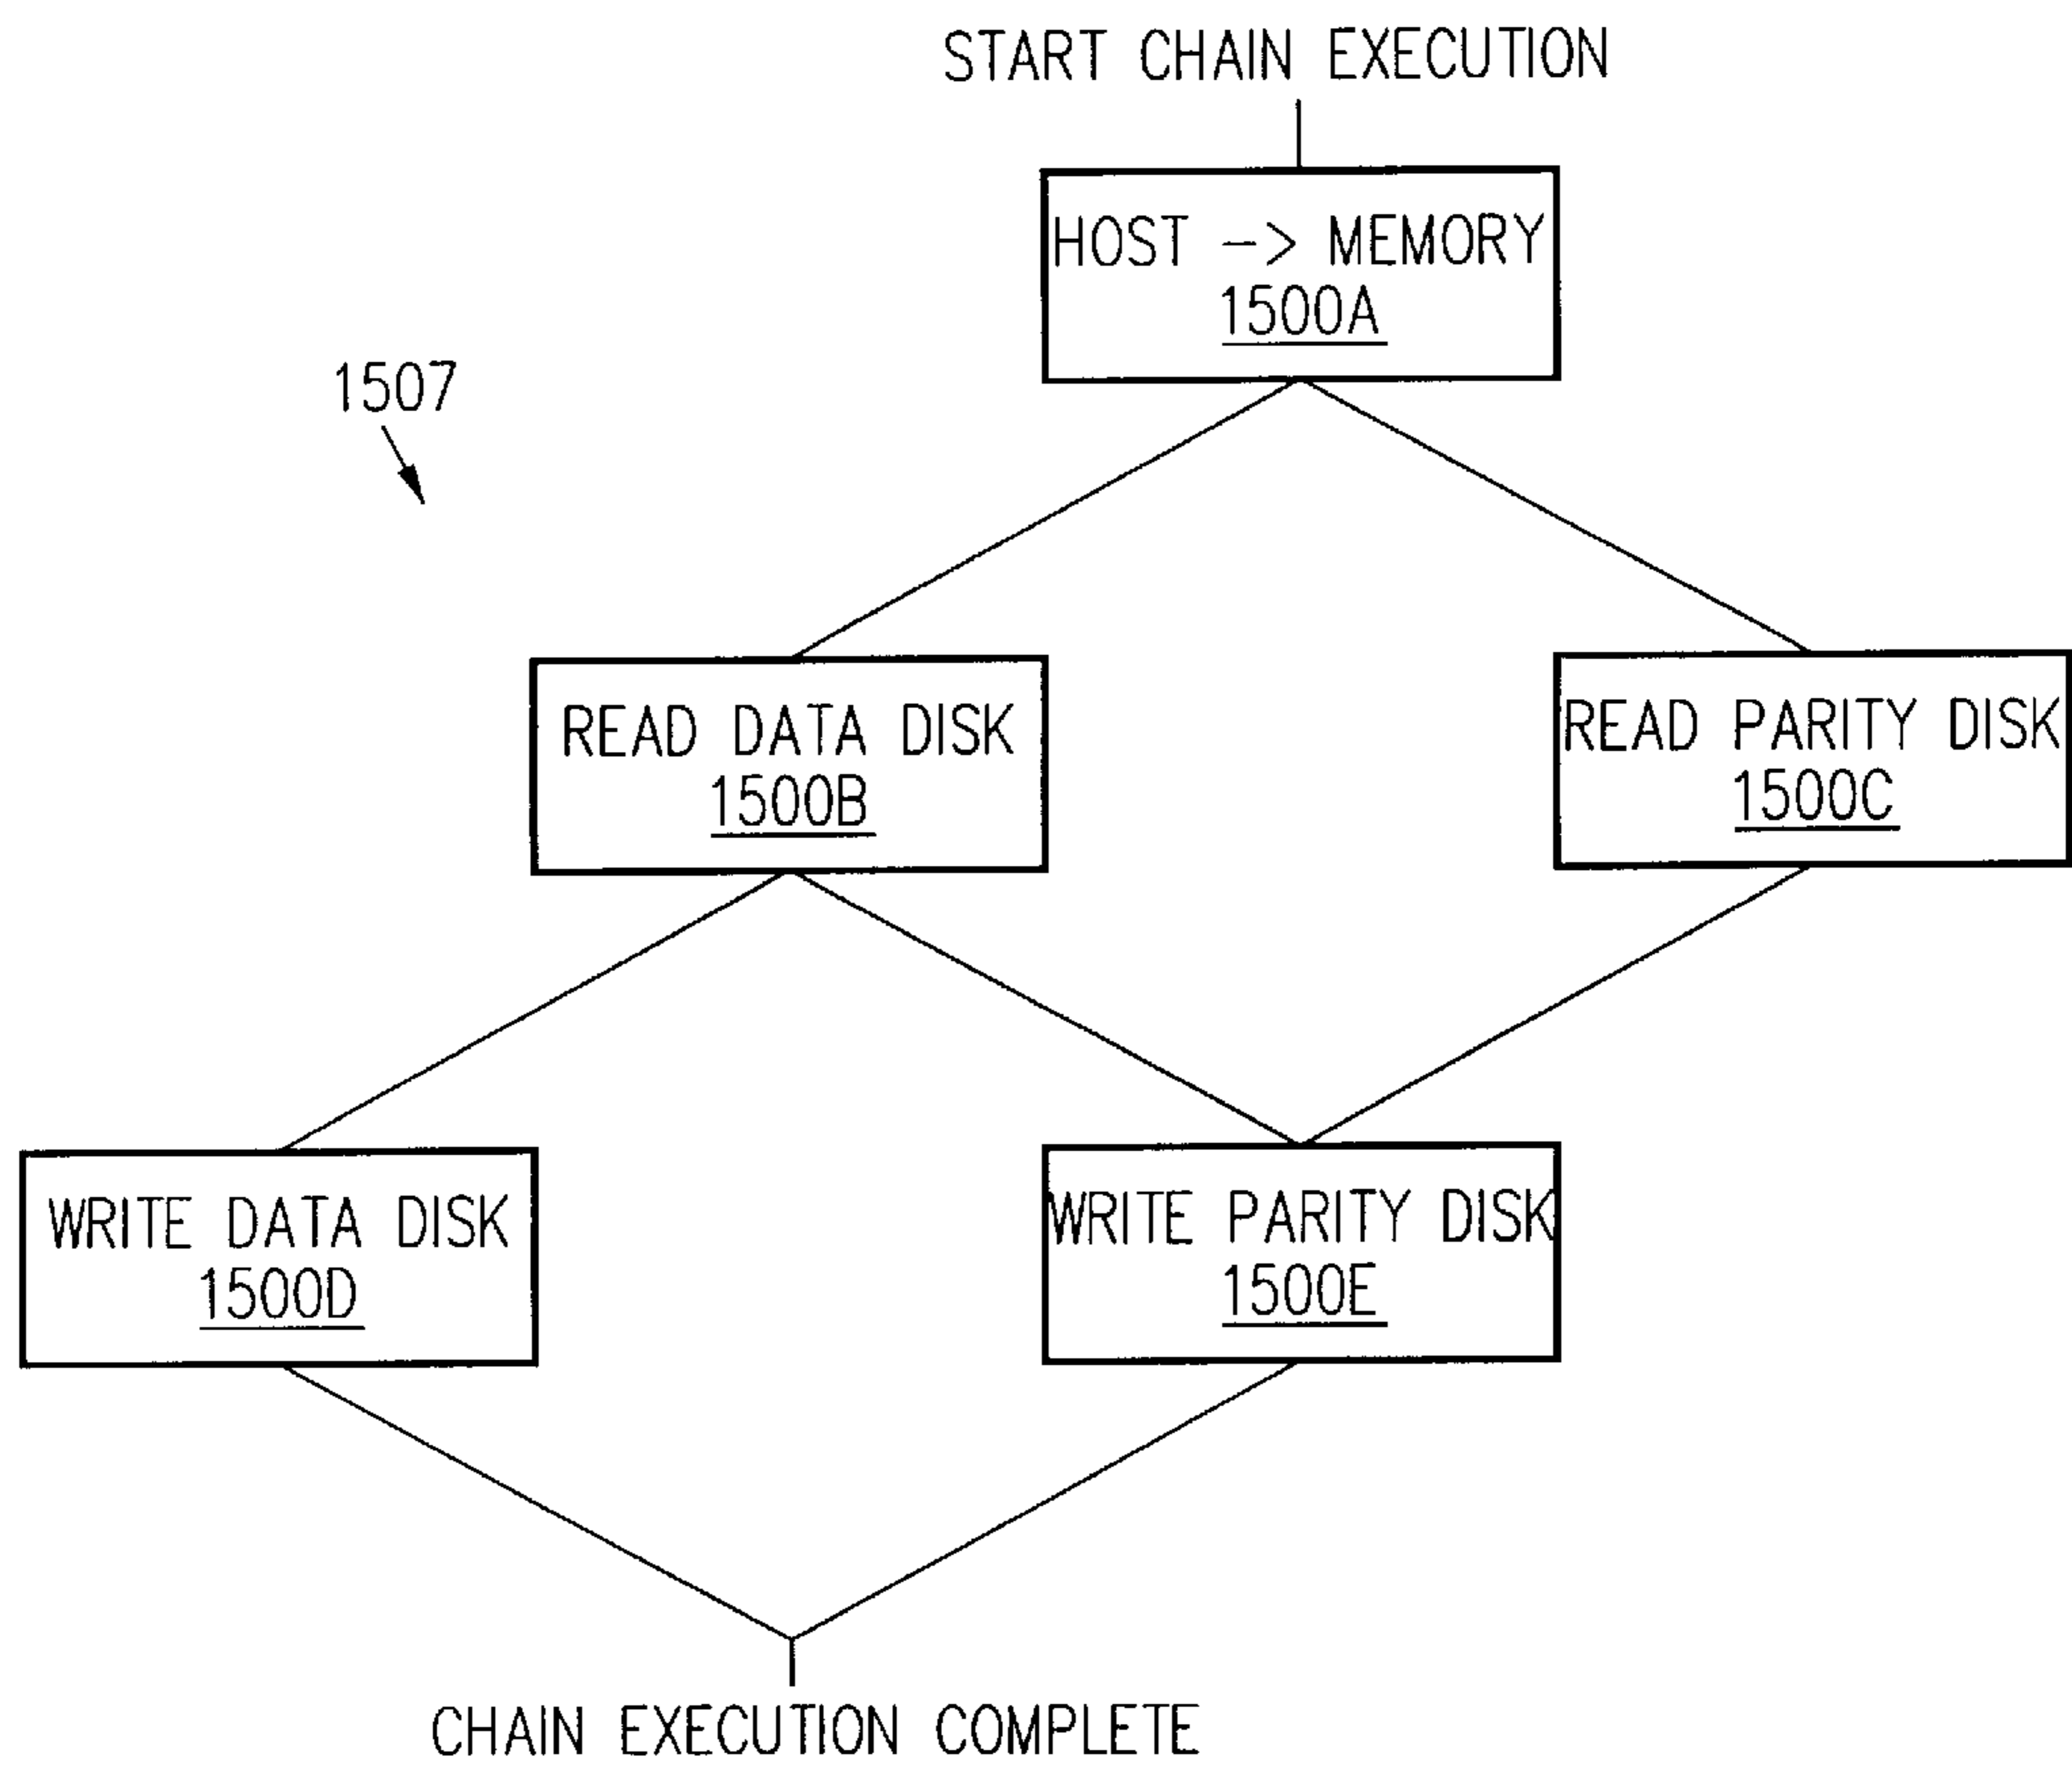 START CHAIN EXECUTION
HOST -> MEMORY
1500A
1507
READ DATA DISK
1500B
READ PARITY DISK
1500C
WRITE DATA DISK
1500D
WRITE PARITY DISK
1500E
CHAIN EXECUTION COMPLETE